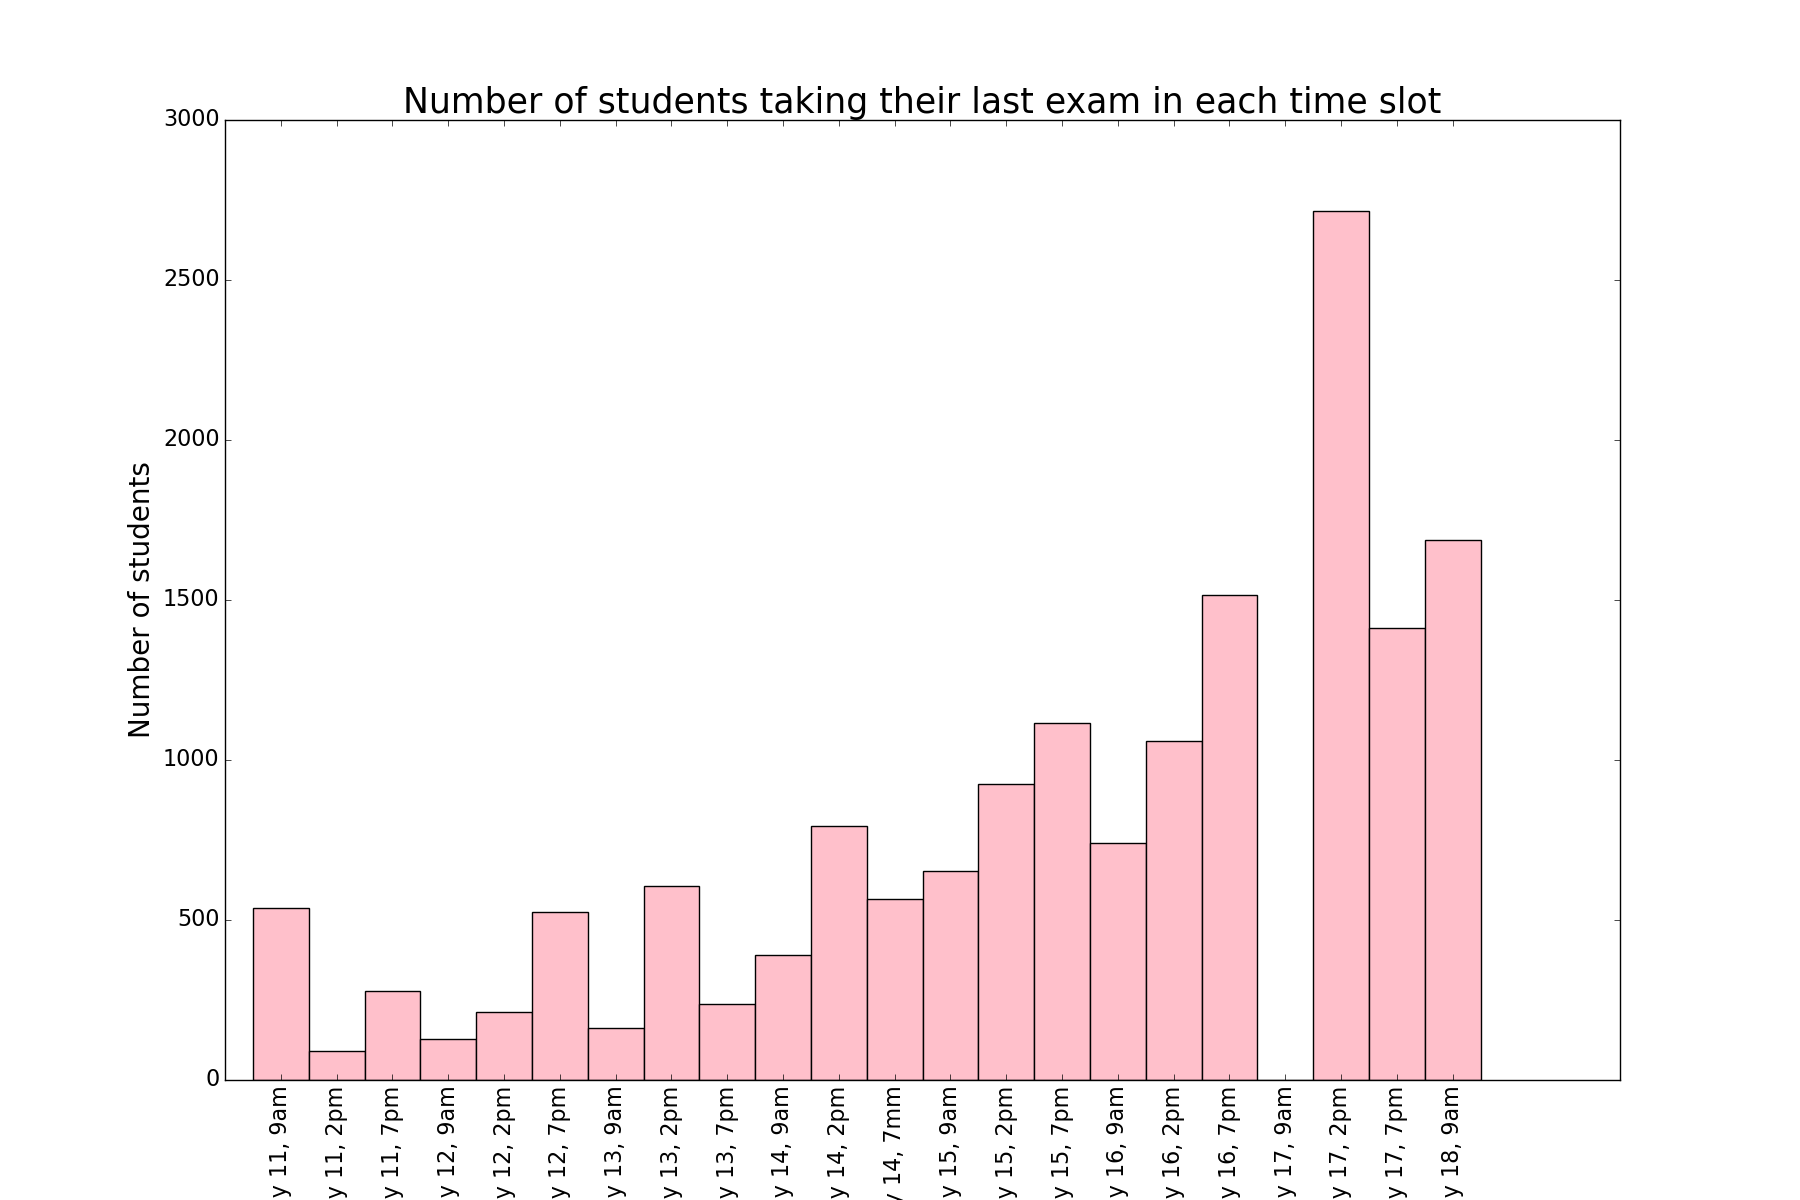 Number of students taking their last exam in each time slot
3000
2500
2000
1500
1000
500
0
Number of students
y 11, 9am
y 11, 2pm
y 11, 7pm
y 12, 9am
y 12, 2pm
y 12, 7pm
y 13, 9am
y 13, 2pm
y 13, 7pm
y 14, 9am
y 14, 2pm
y 14, 7mm
y 15, 9am
y 15, 2pm
y 15, 7pm
y 16, 9am
y 16, 2pm
y 16, 7pm
y 17, 9am
y 17, 2pm
y 17, 7pm
y 18, 9am